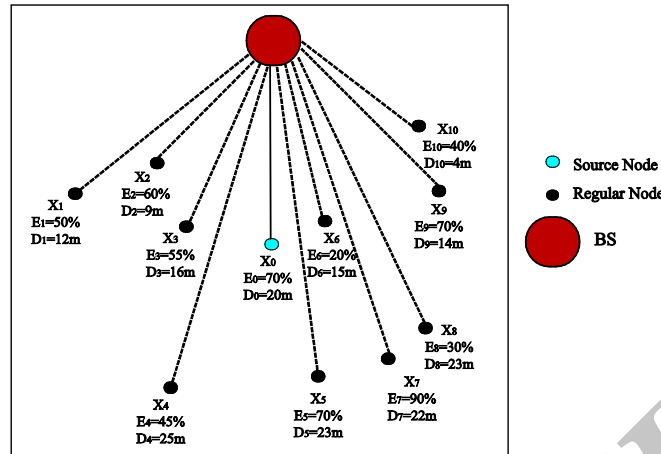 X10
E10=40%
D10=4m
X2
E2=60%
D2=9m
X1
E1=50%
D1=12m
X9
E9=70%
D9=14m
X3
E3=55%
D3=16m
X6
E6=20%
D6=15m
X0
E0=70%
D0=20m
X8
E8=30%
D8=23m
X7
E7=90%
D7=22m
X5
E5=70%
D5=23m
X4
E4=45%
D4=25m
Source Node
Regular Node
BS